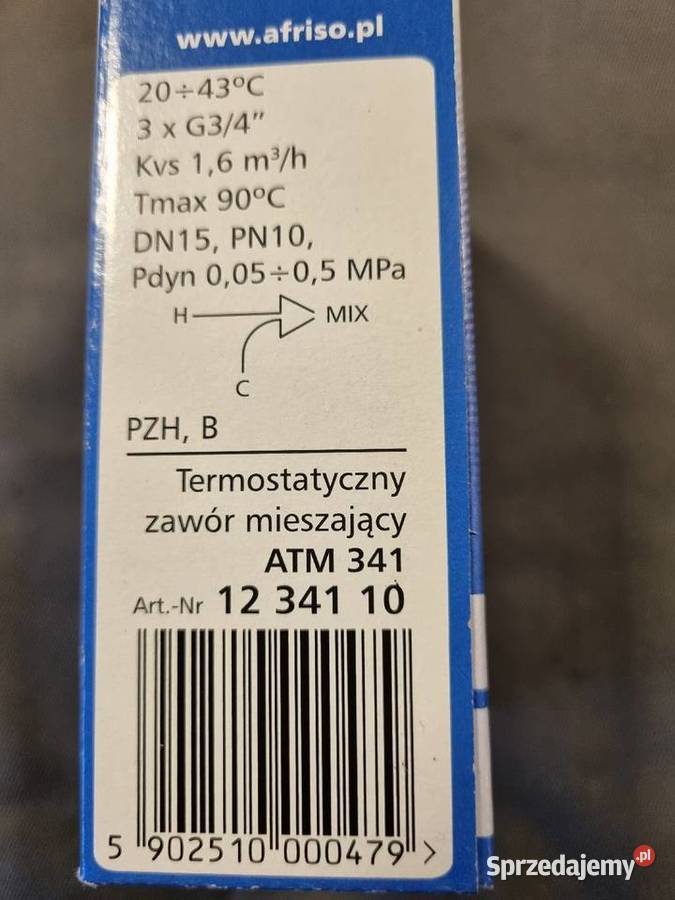 www.afriso.pl
20÷43°C
3 x G3/4"
Kvs 1,6 m³/h
Tmax 90°C
DN15, PN10,
Pdyn 0,05÷0,5 MPa
H MIX
C
PZH, B
Termostatyczny
zawór mieszający
ATM 341
Art.-Nr 12 341 10
5 902510 000479 >
Sprzedajemy.pl